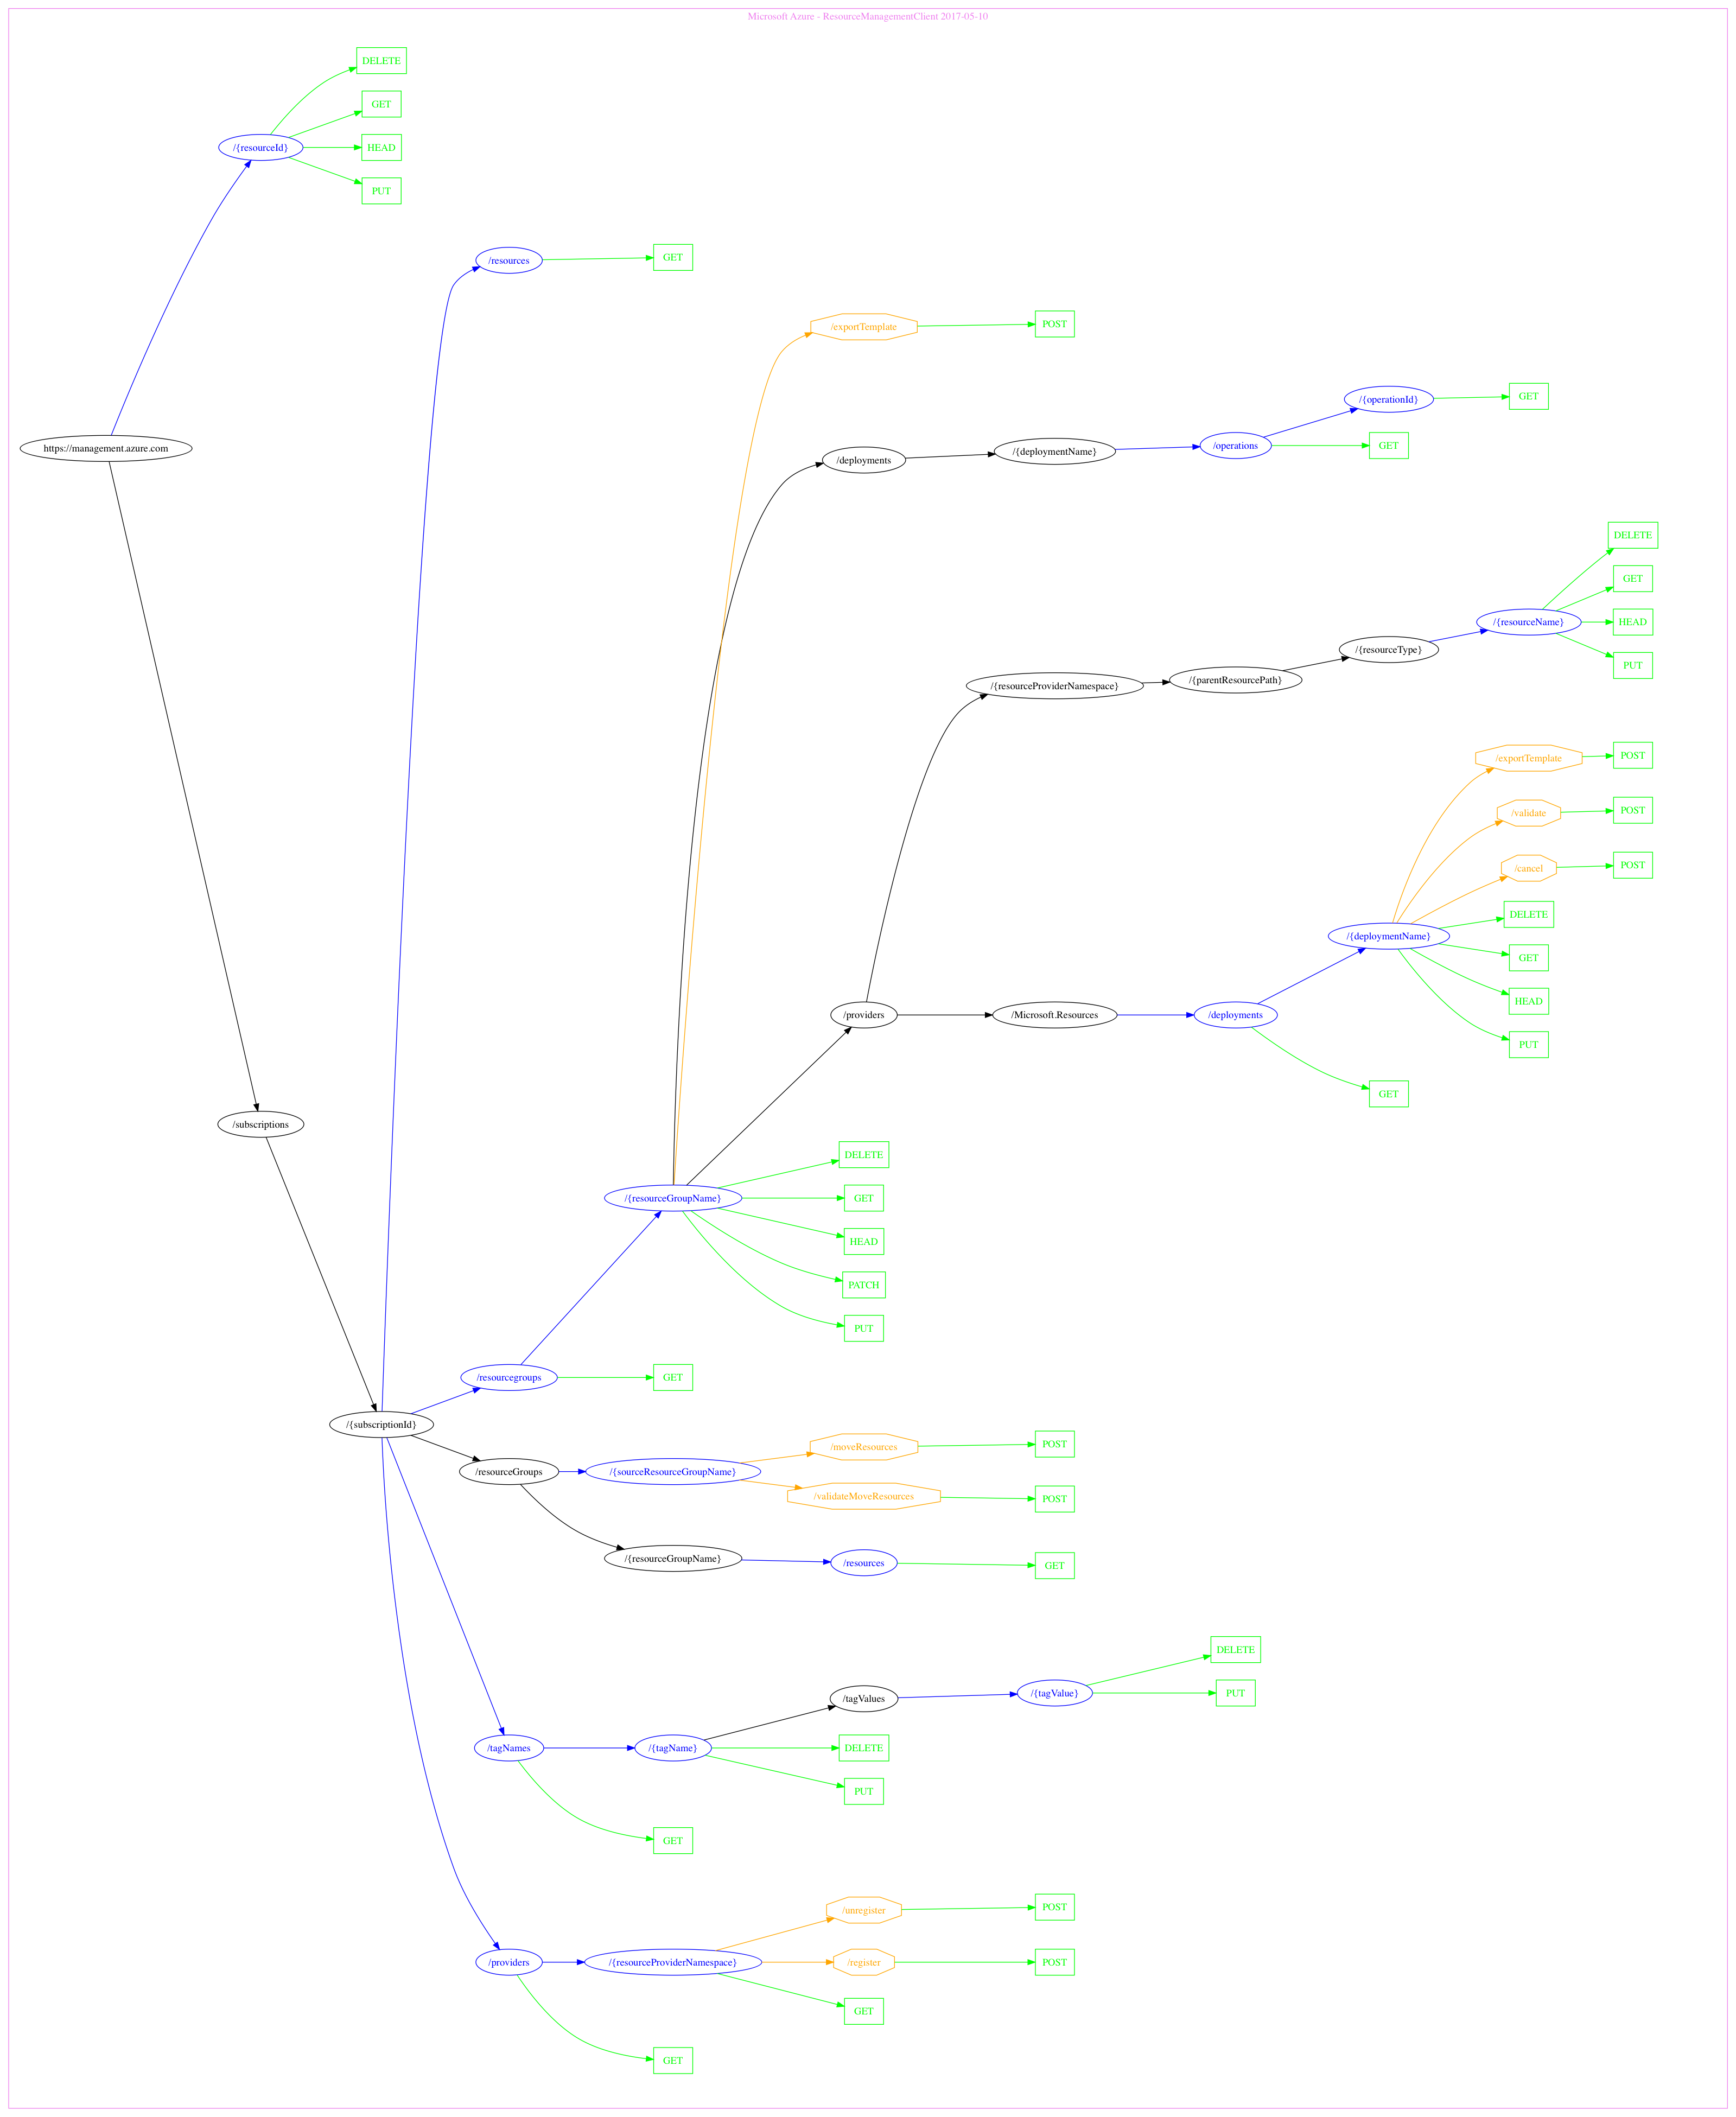 Microsoft Azure - ResourceManagementClient 2017-05-10
DELETE
GET
/{resourceId}
HEAD
PUT
/resources
GET
/exportTemplate
POST
/{operationId}
GET
https://management.azure.com
/deployments
/{deploymentName}
/operations
GET
DELETE
GET
/{resourceName}
HEAD
/{resourceType}
PUT
/{resourceProviderNamespace}
/{parentResourcePath}
/exportTemplate
POST
/validate
POST
/cancel
POST
DELETE
/{deploymentName}
GET
HEAD
/providers
/Microsoft.Resources
/deployments
PUT
GET
/subscriptions
DELETE
/{resourceGroupName}
GET
HEAD
PATCH
PUT
/resourcegroups
GET
/{subscriptionId}
/moveResources
POST
/resourceGroups
/{sourceResourceGroupName}
/validateMoveResources
POST
/{resourceGroupName}
/resources
GET
DELETE
/tagValues
/{tagValue}
PUT
/tagNames
/{tagName}
DELETE
PUT
GET
/unregister
POST
/providers
/{resourceProviderNamespace}
/register
POST
GET
GET